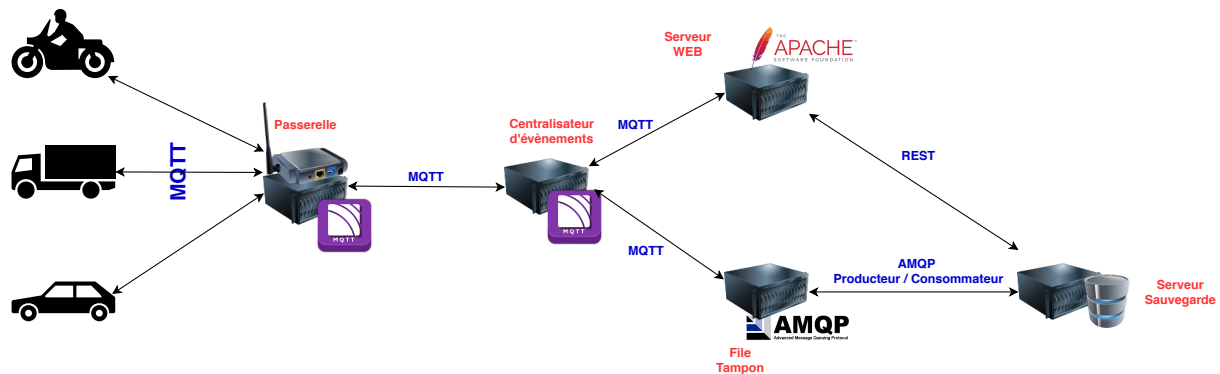 Serveur
WEB
THE
APACHE
SOFTWARE FOUNDATION
Passerelle
Centralisateur
d'évènements
MQTT
MQTT
MQTT
REST
MQTT
MQTT
MQTT
AMQP
Producteur / Consommateur
Serveur
Sauvegarde
AMQP
Advanced Message Queuing Protocol
File
Tampon